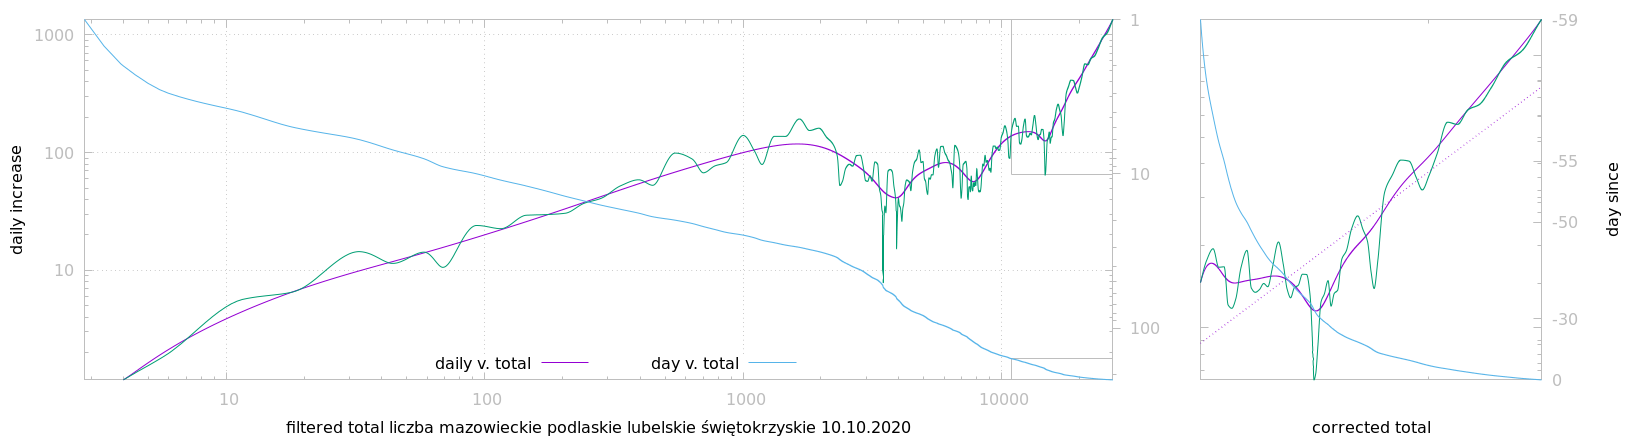 1000
100
10
daily increase
1
10
100
daily v. total
day v. total
10
100
1000
10000
filtered total liczba mazowieckie podlaskie lubelskie świętokrzyskie 10.10.2020
-59
-55
-50
-30
0
day since
corrected total